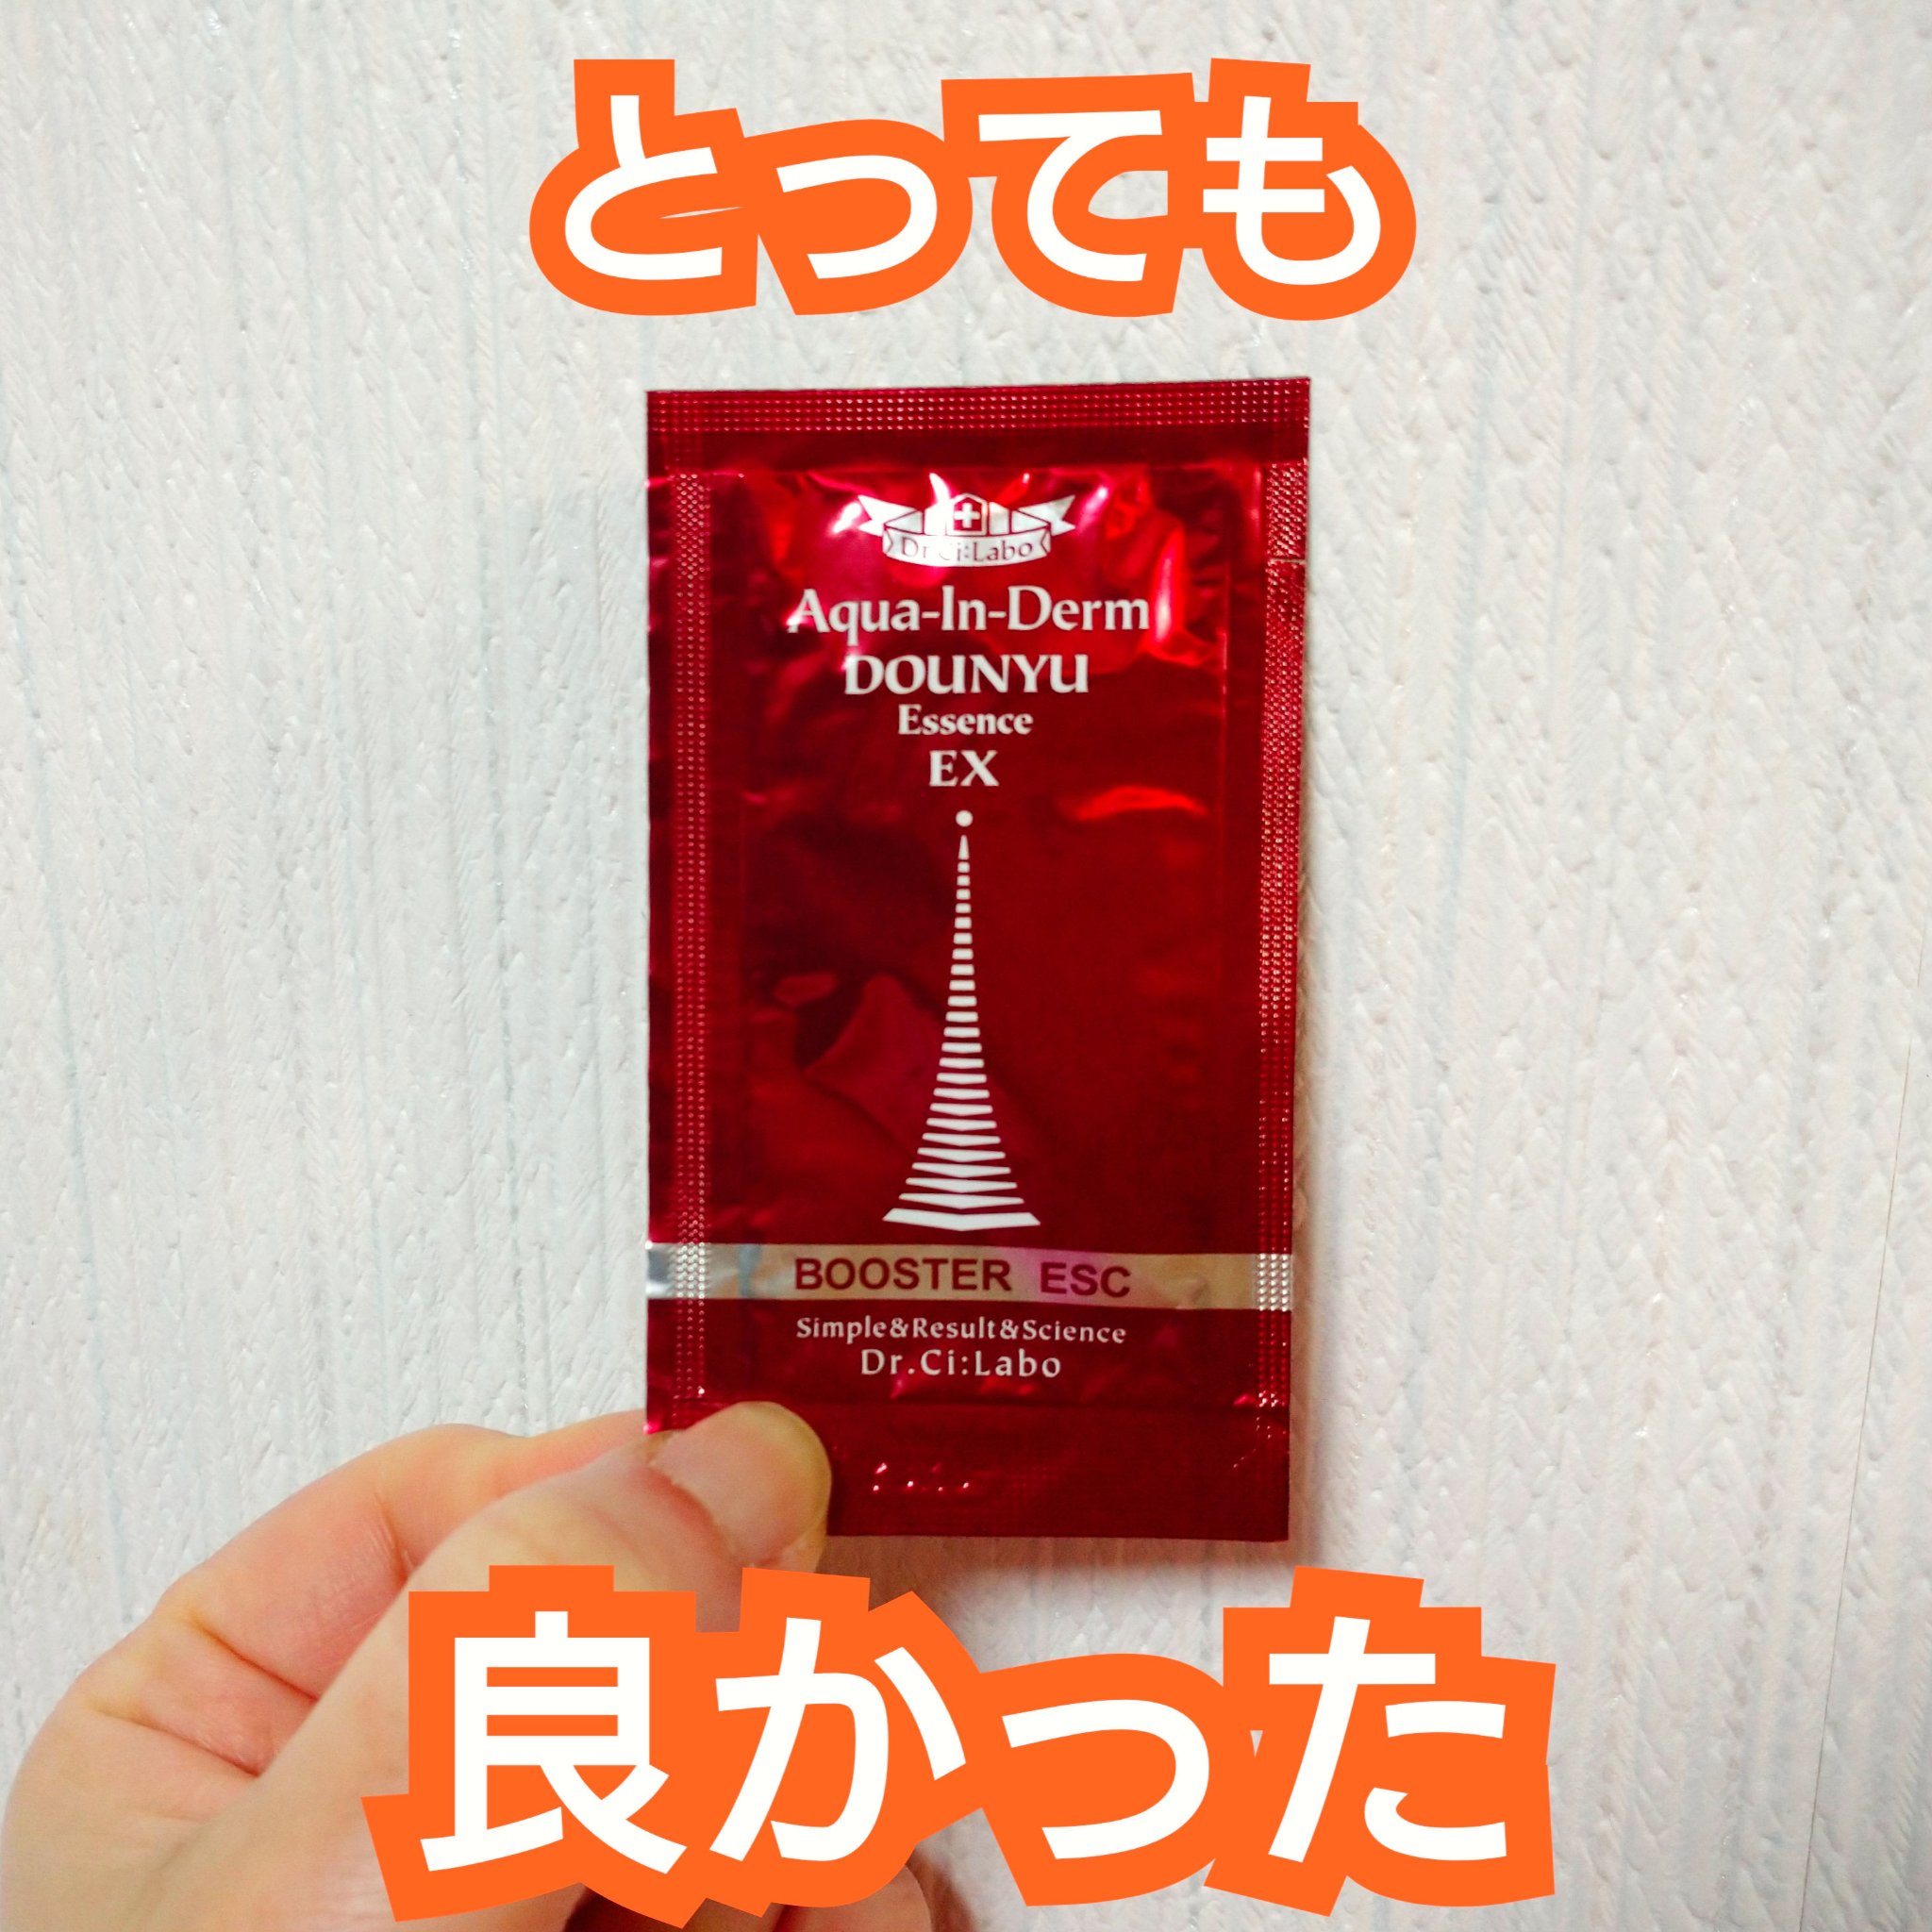 とっても
Dr.Ci:Labo
Aqua-In-Derm
DOUNYU
Essence
EX
BOOSTER ESC
Simple&Result&Science
Dr.Ci:Labo
良かった